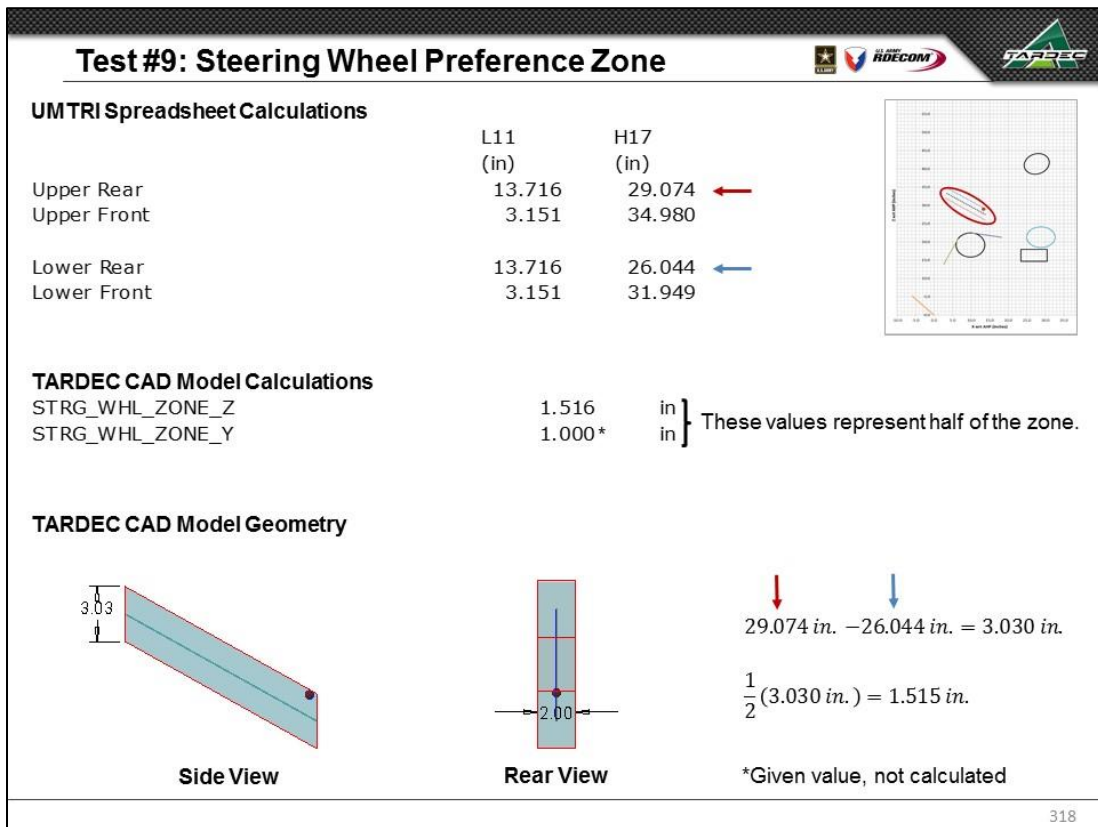 Test #9: Steering Wheel Preference Zone
U.S. ARMY
U.S. ARMY
RDECOM
TARDEC
UMTRI Spreadsheet Calculations
L11 H17
(in) (in)
Upper Rear 13.716 29.074
Upper Front 3.151 34.980
Lower Rear 13.716 26.044
Lower Front 3.151 31.949
TARDEC CAD Model Calculations
STRG_WHL_ZONE_Z 1.516 in
STRG_WHL_ZONE_Y 1.000* in
These values represent half of the zone.
TARDEC CAD Model Geometry
3.03
2.00
29.074 in. −26.044 in. = 3.030 in.
1/2 (3.030 in.) = 1.515 in.
Side View
Rear View
*Given value, not calculated
318